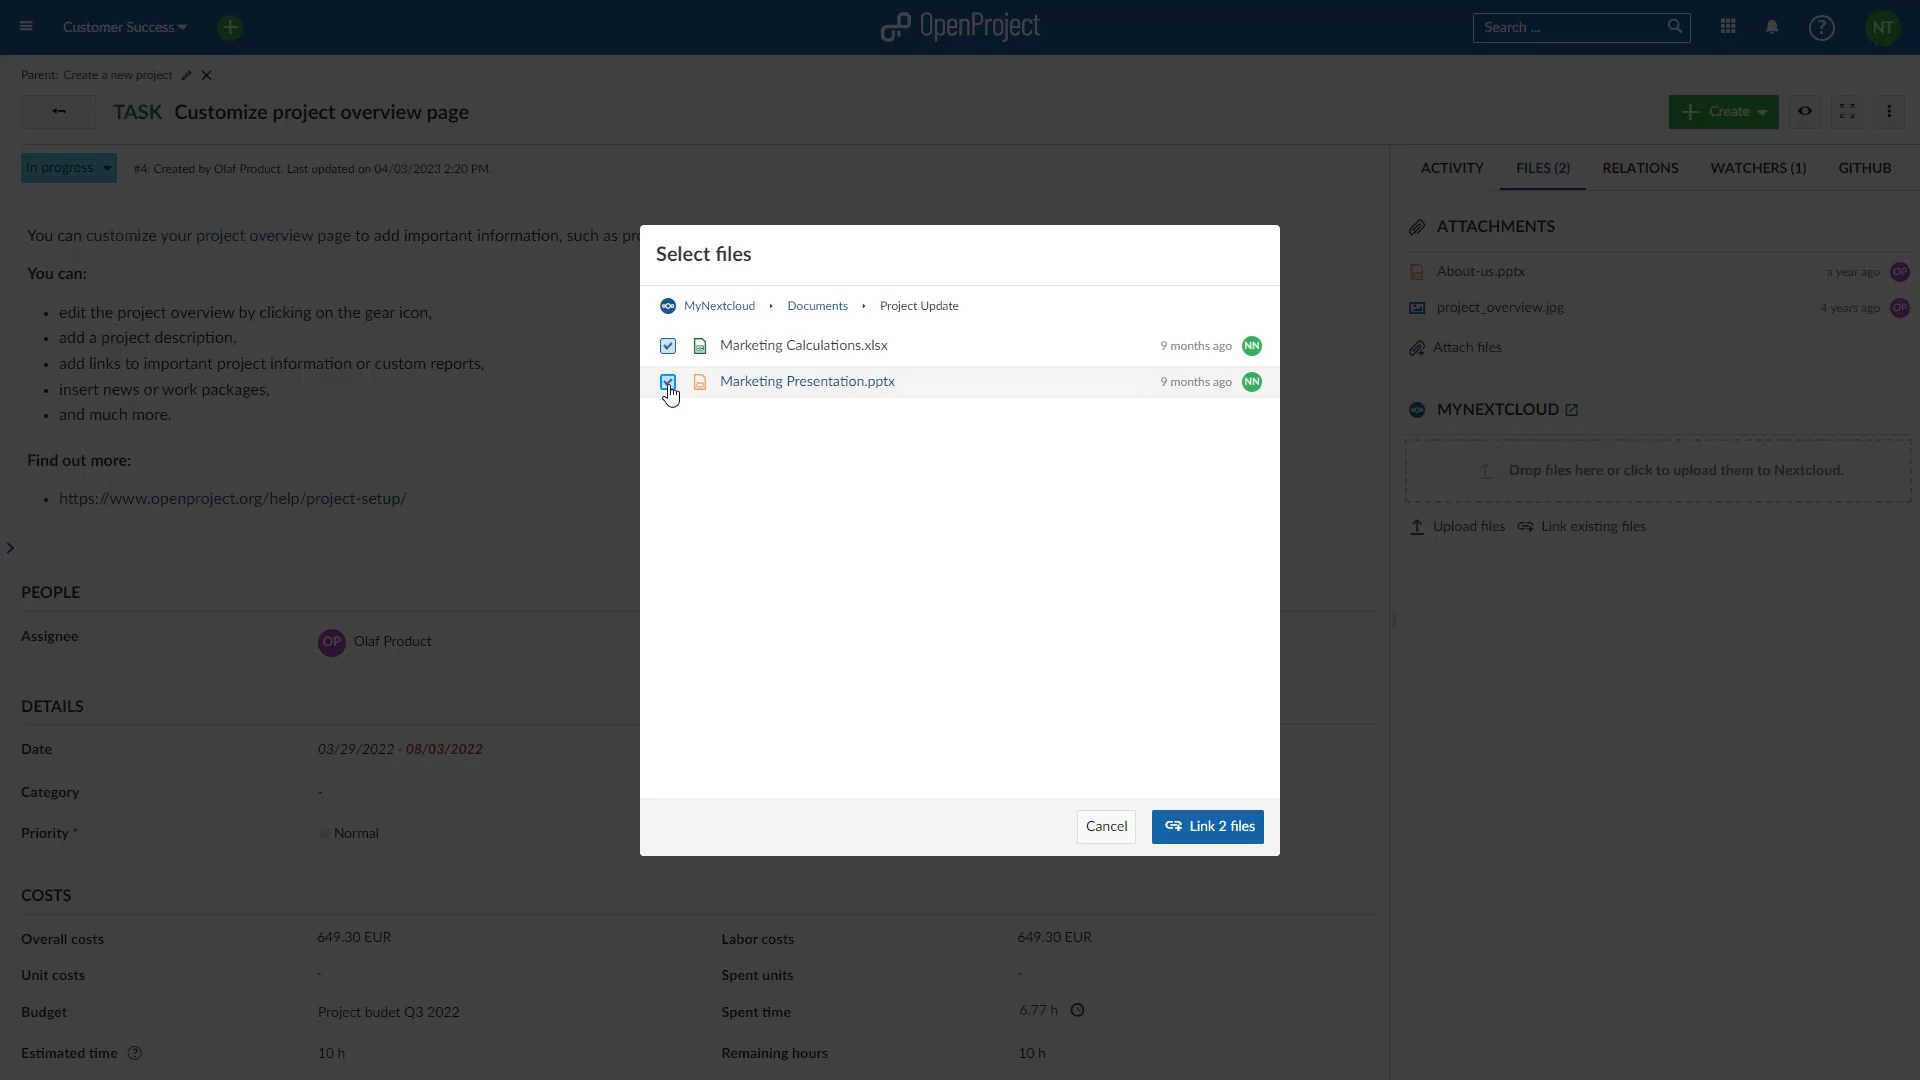 Customer Success
OpenProject
Search ...
NT
Parent: Create a new project
TASK Customize project overview page
Create
In progress
#4: Created by Olaf Product. Last updated on 04/03/2023 2:20 PM.
ACTIVITY
FILES (2)
RELATIONS
WATCHERS (1)
GITHUB
You can customize your project overview page to add important information, such as
You can:
edit the project overview by clicking on the gear icon,
add a project description,
add links to important project information or custom reports,
insert news or work packages,
and much more.
Find out more:
https://www.openproject.org/help/project-setup/
PEOPLE
Assignee
OP Olaf Product
DETAILS
Date
03/29/2022 - 08/03/2022
Category
-
Priority *
Normal
COSTS
Overall costs
649.30 EUR
Labor costs
649.30 EUR
Unit costs
-
Spent units
-
Budget
Project budet Q3 2022
Spent time
6.77 h
Estimated time
10 h
Remaining hours
10 h
Select files
MyNextcloud
Documents
Project Update
Marketing Calculations.xlsx
9 months ago
NN
Marketing Presentation.pptx
9 months ago
NN
Cancel
Link 2 files
ATTACHMENTS
About-us.pptx
a year ago
OP
project_overview.jpg
4 years ago
OP
Attach files
MYNEXTCLOUD
Drop files here or click to upload them to Nextcloud.
Upload files
Link existing files